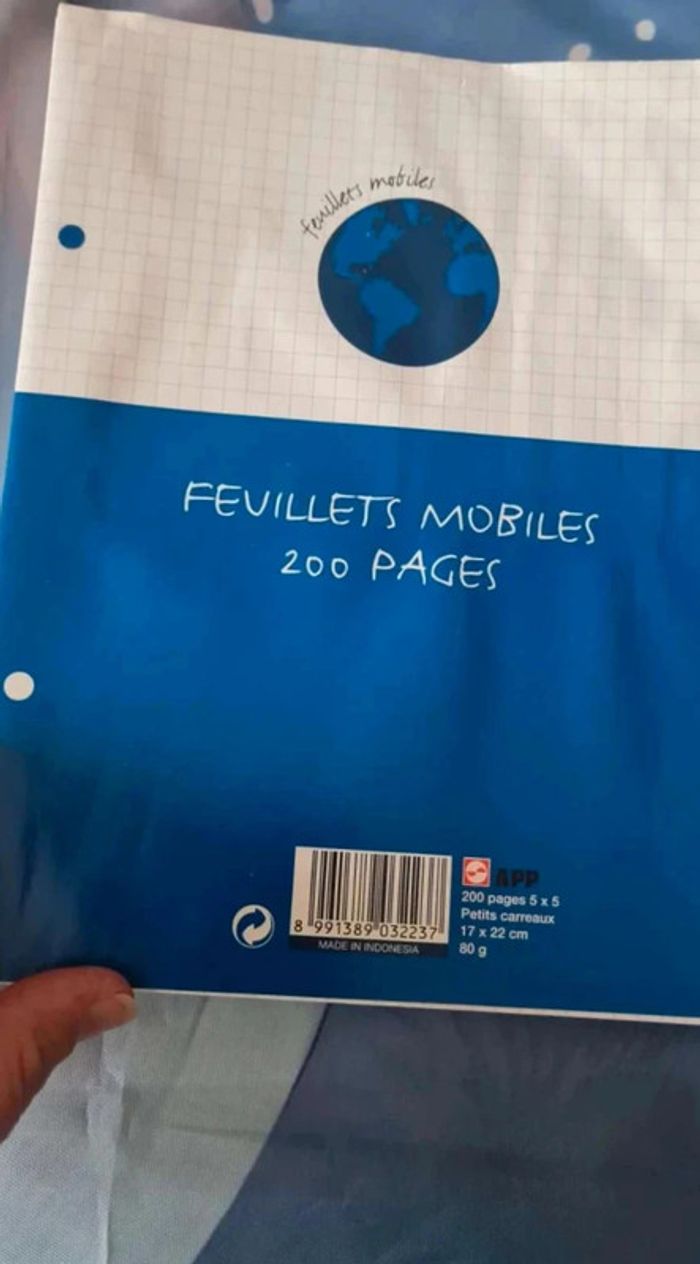 feuillets mobiles
FEUILLETS MOBILES
200 PAGES
APP
200 pages 5 x 5
Petits carreaux
17 x 22 cm
80 g
8 991389 032237
MADE IN INDONESIA